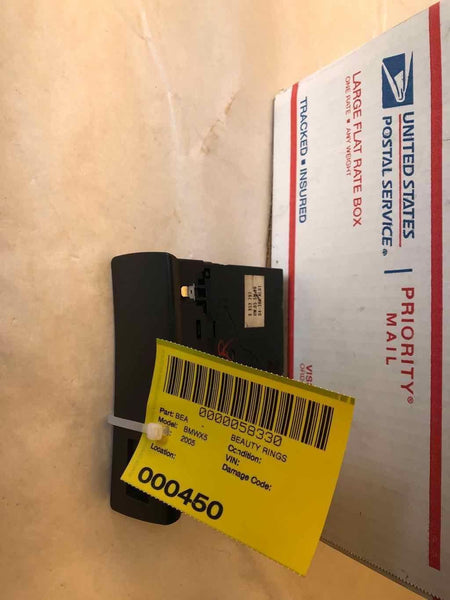 UNITED STATES
POSTAL SERVICE®
LARGE FLAT RATE BOX
ONE RATE ■ ANY WEIGHT
TRACKED ■ INSURED
PRIORITY®
MAIL
0000058330
Part: BEA
BEAUTY RINGS
Model: BMWX5
Condition:
2005
VIN:
Location:
Damage Code:
000450